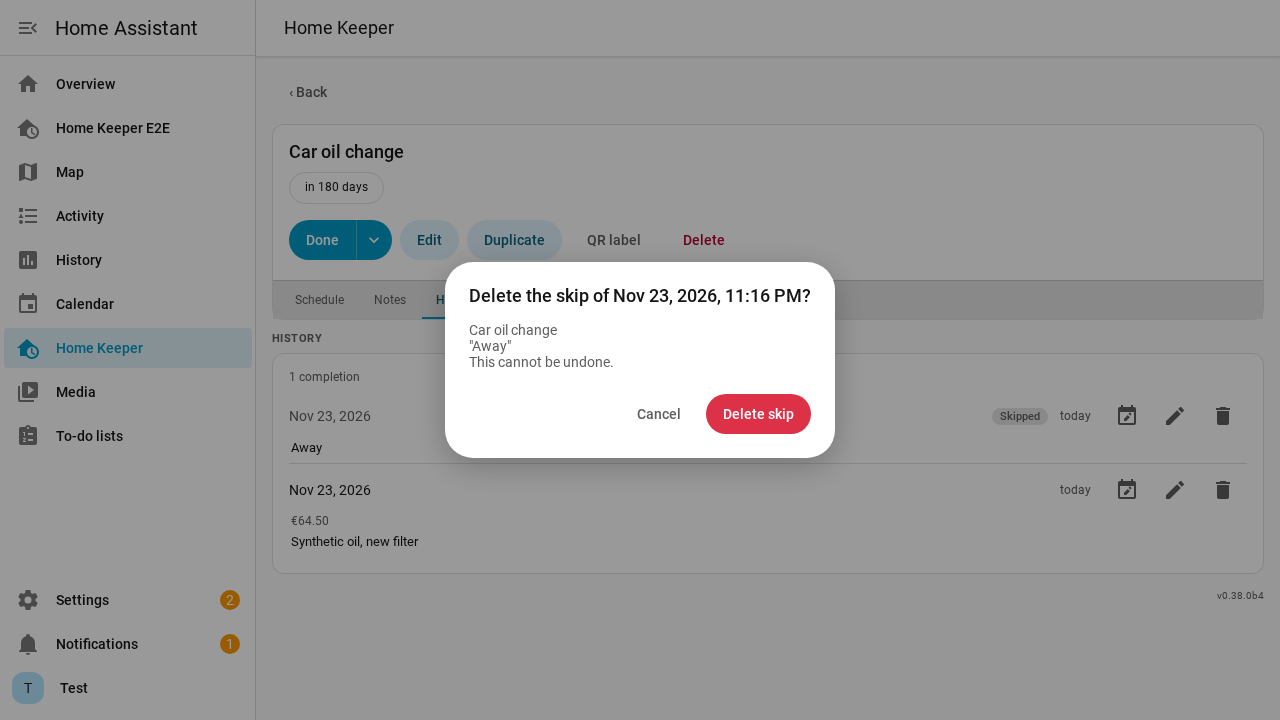 Home Assistant
Home Keeper
Overview
Home Keeper E2E
Map
Activity
History
Calendar
Home Keeper
Media
To-do lists
Settings
2
Notifications
1
T
Test
‹ Back
Car oil change
in 180 days
Done
Edit
Duplicate
QR label
Delete
Schedule
Notes
H
HISTORY
1 completion
Nov 23, 2026
Skipped
today
Away
Nov 23, 2026
today
€64.50
Synthetic oil, new filter
v0.38.0b4
Delete the skip of Nov 23, 2026, 11:16 PM?
Car oil change
"Away"
This cannot be undone.
Cancel
Delete skip